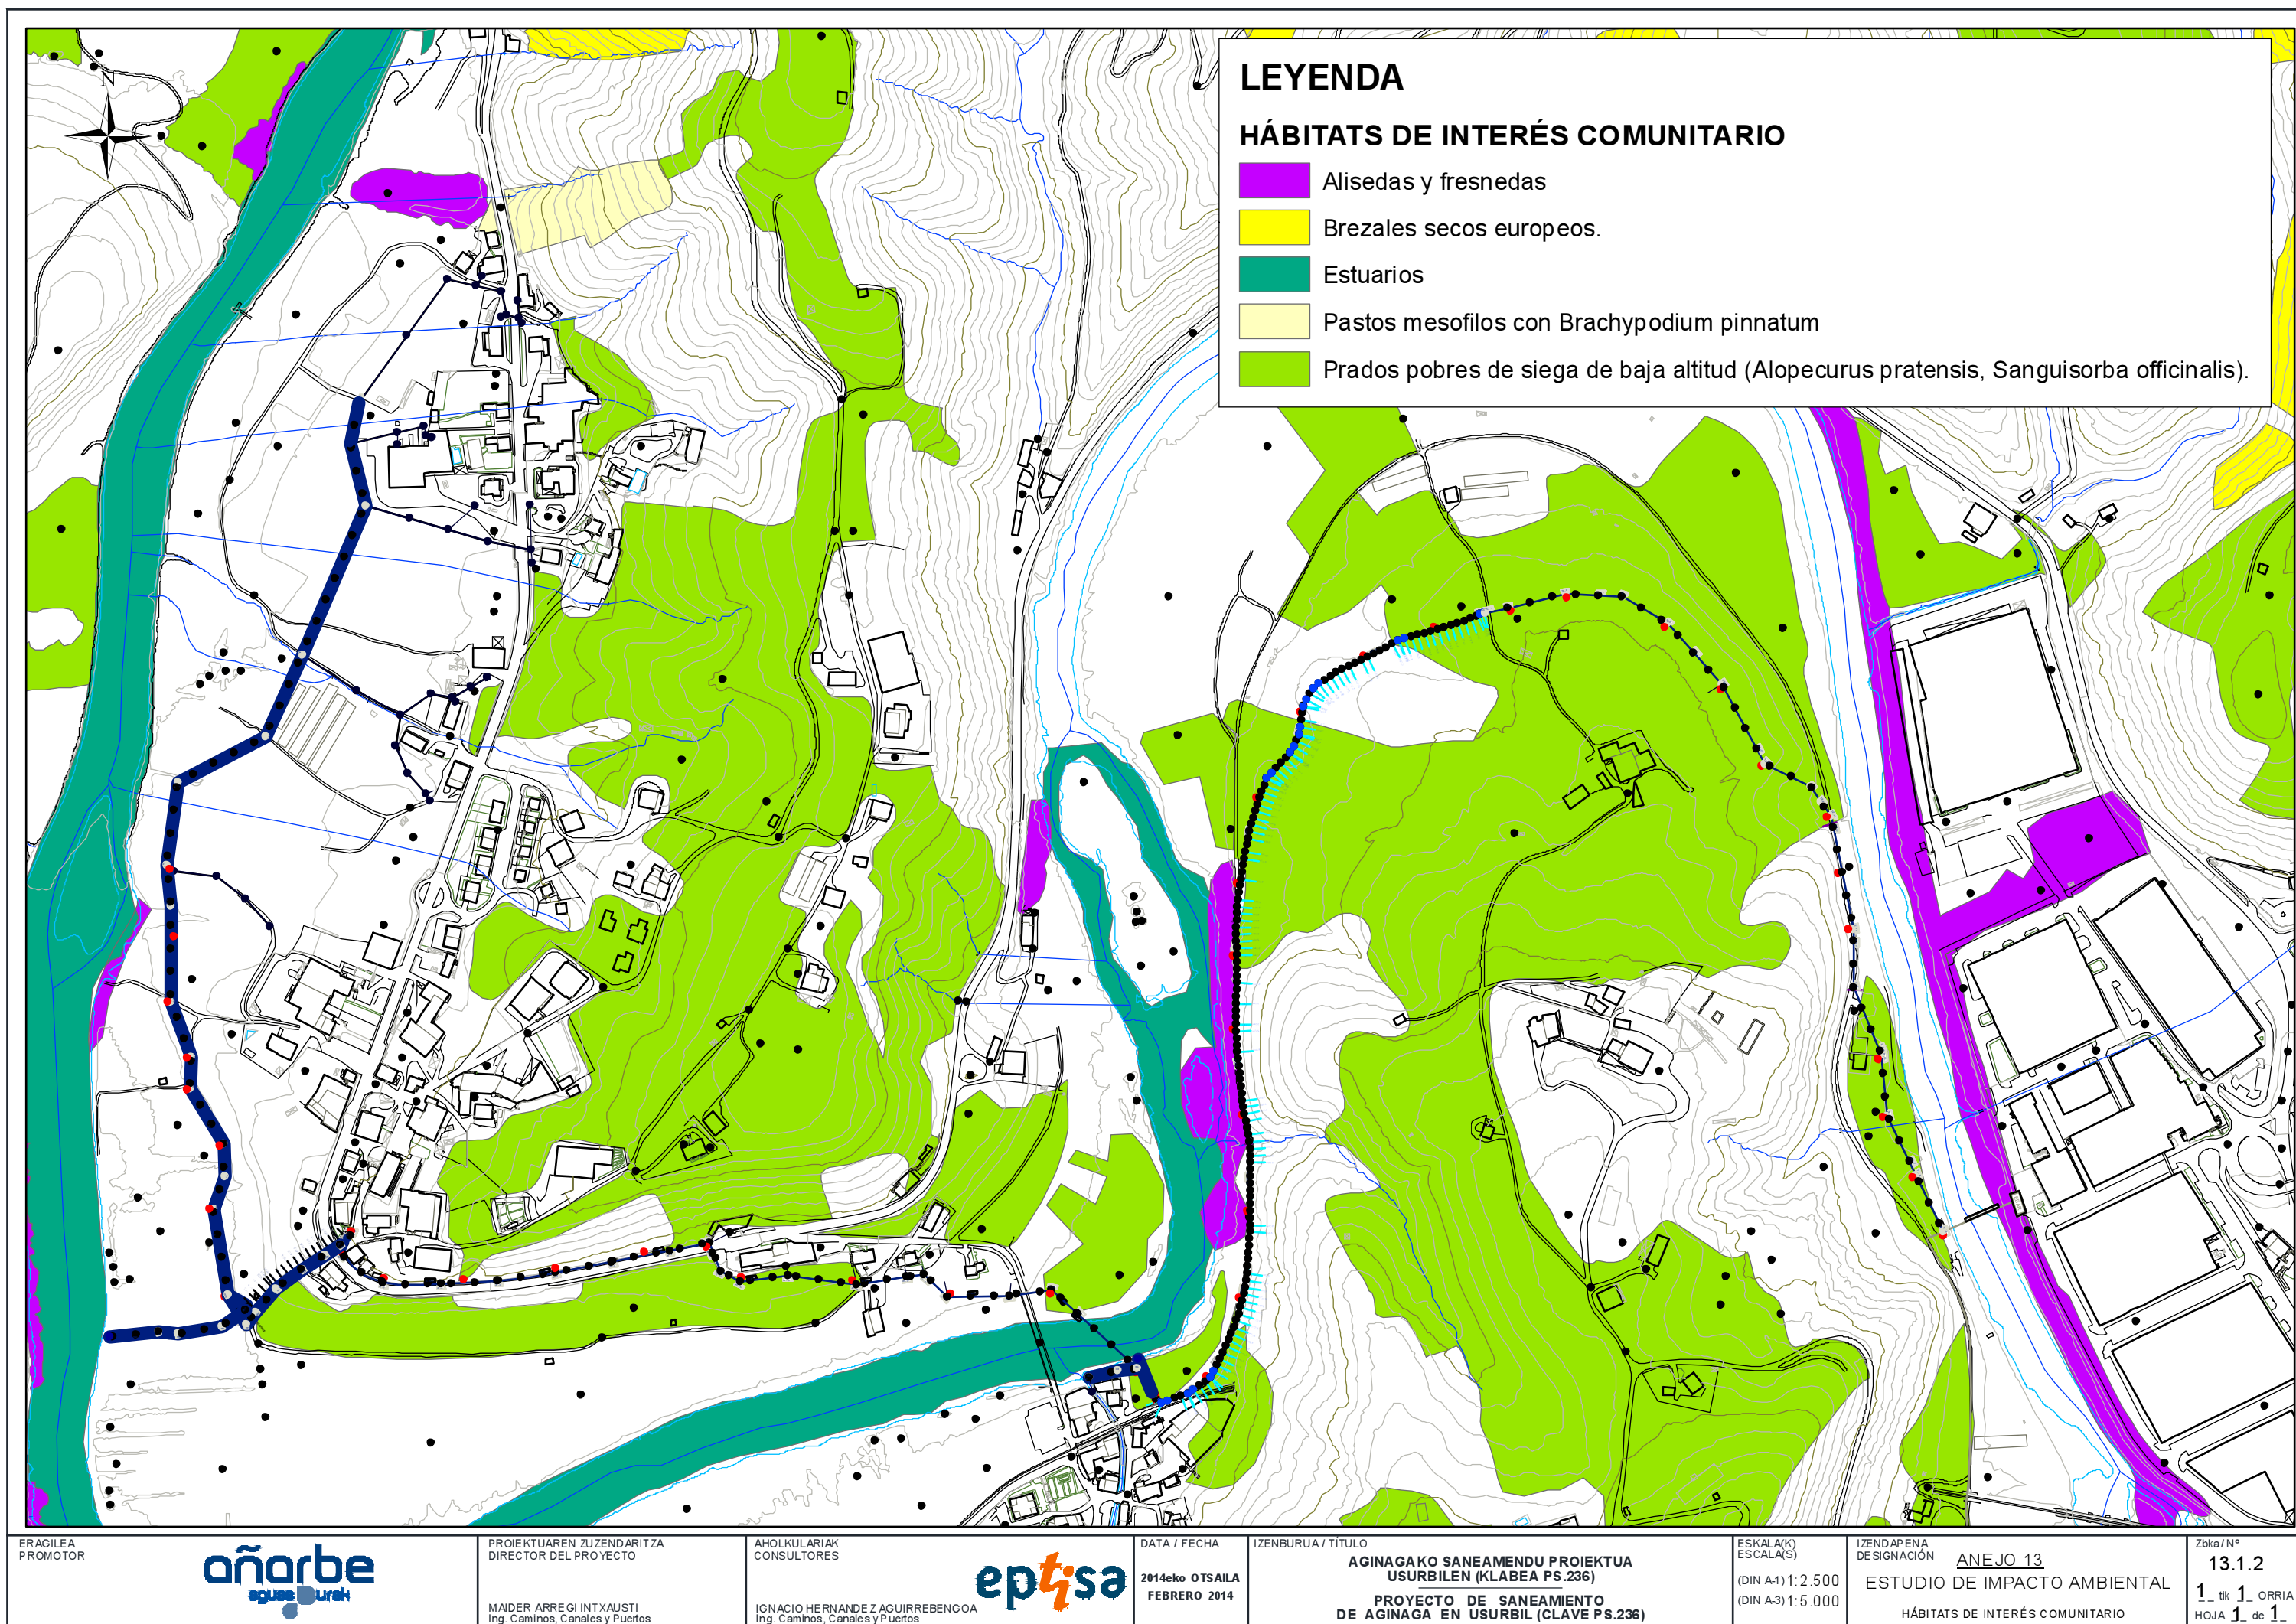 N
LEYENDA
HÁBITATS DE INTERÉS COMUNITARIO
Alisedas y fresnedas
Brezales secos europeos.
Estuarios
Pastos mesofilos con Brachypodium pinnatum
Prados pobres de siega de baja altitud (Alopecurus pratensis, Sanguisorba officinalis).
ERAGILEA
PROMOTOR
añarbe
aguas urak
PROIEKTUAREN ZUZENDARITZA
DIRECTOR DEL PROYECTO
MAIDER ARREGI INTXAUSTI
Ing. Caminos, Canales y Puertos
AHOLKULARIAK
CONSULTORES
eptisa
IGNACIO HERNANDEZ AGUIRREBENGOA
Ing. Caminos, Canales y Puertos
DATA / FECHA
2014eko OTSAILA
FEBRERO 2014
IZENBURUA / TÍTULO
AGINAGAKO SANEAMENDU PROIEKTUA
USURBILEN (KLABEA PS.236)
PROYECTO DE SANEAMIENTO
DE AGINAGA EN USURBIL (CLAVE PS.236)
ESKALA(K)
ESCALA(S)
(DIN A-1) 1:2.500
(DIN A-3) 1:5.000
IZENDAPENA
DESIGNACIÓN
ANEJO 13
ESTUDIO DE IMPACTO AMBIENTAL
HÁBITATS DE INTERÉS COMUNITARIO
Zbka/ Nº
13.1.2
1 tik 1 ORRIA
HOJA 1 de 1